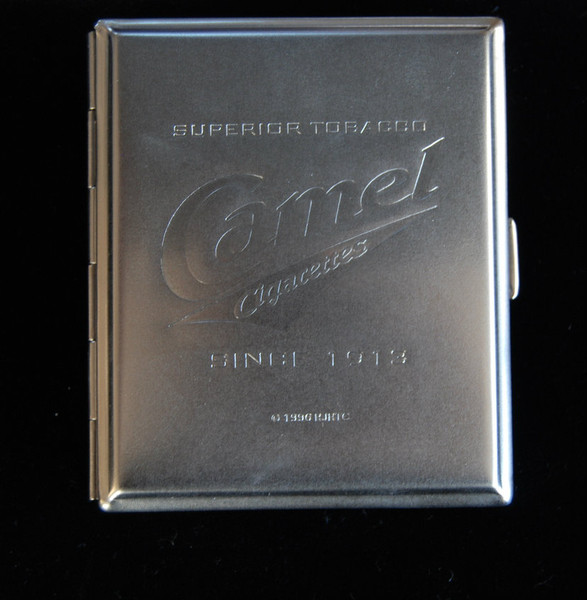 SUPERIOR TOBACCO
Camel
Cigarettes
SINCE 1913
© 1996 RJRTC